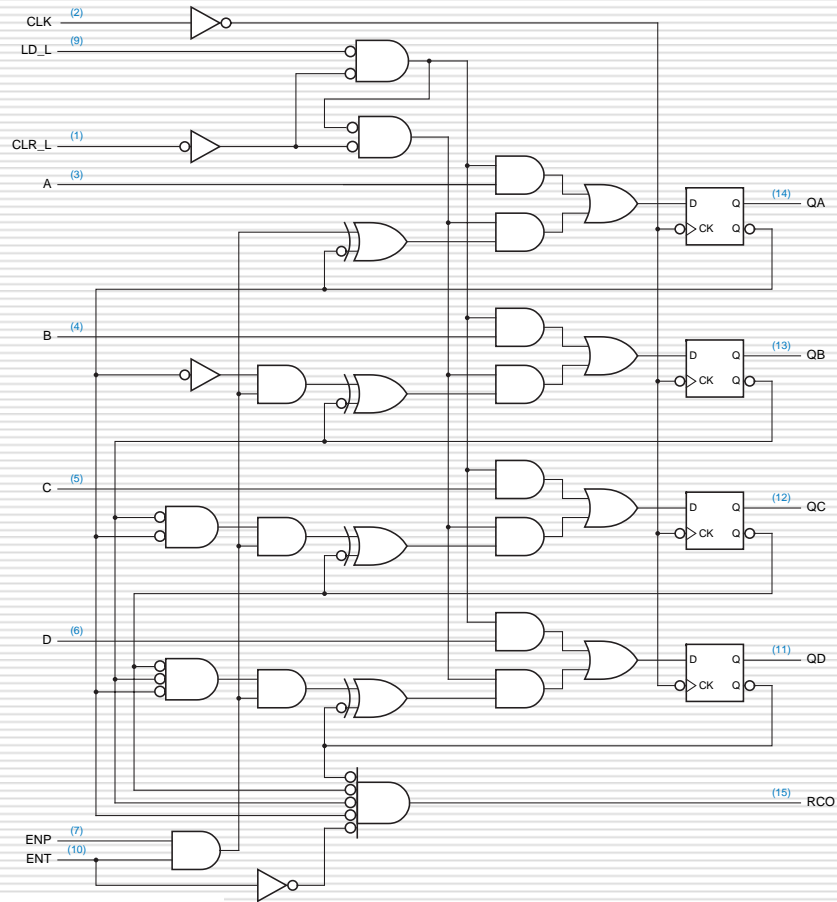 CLK (2)
LD_L (9)
CLR_L (1)
A (3)
(14) QA
D Q
CK Q
B (4)
(13) QB
D Q
CK Q
C (5)
(12) QC
D Q
CK Q
D (6)
(11) QD
D Q
CK Q
(15) RCO
ENP (7)
ENT (10)